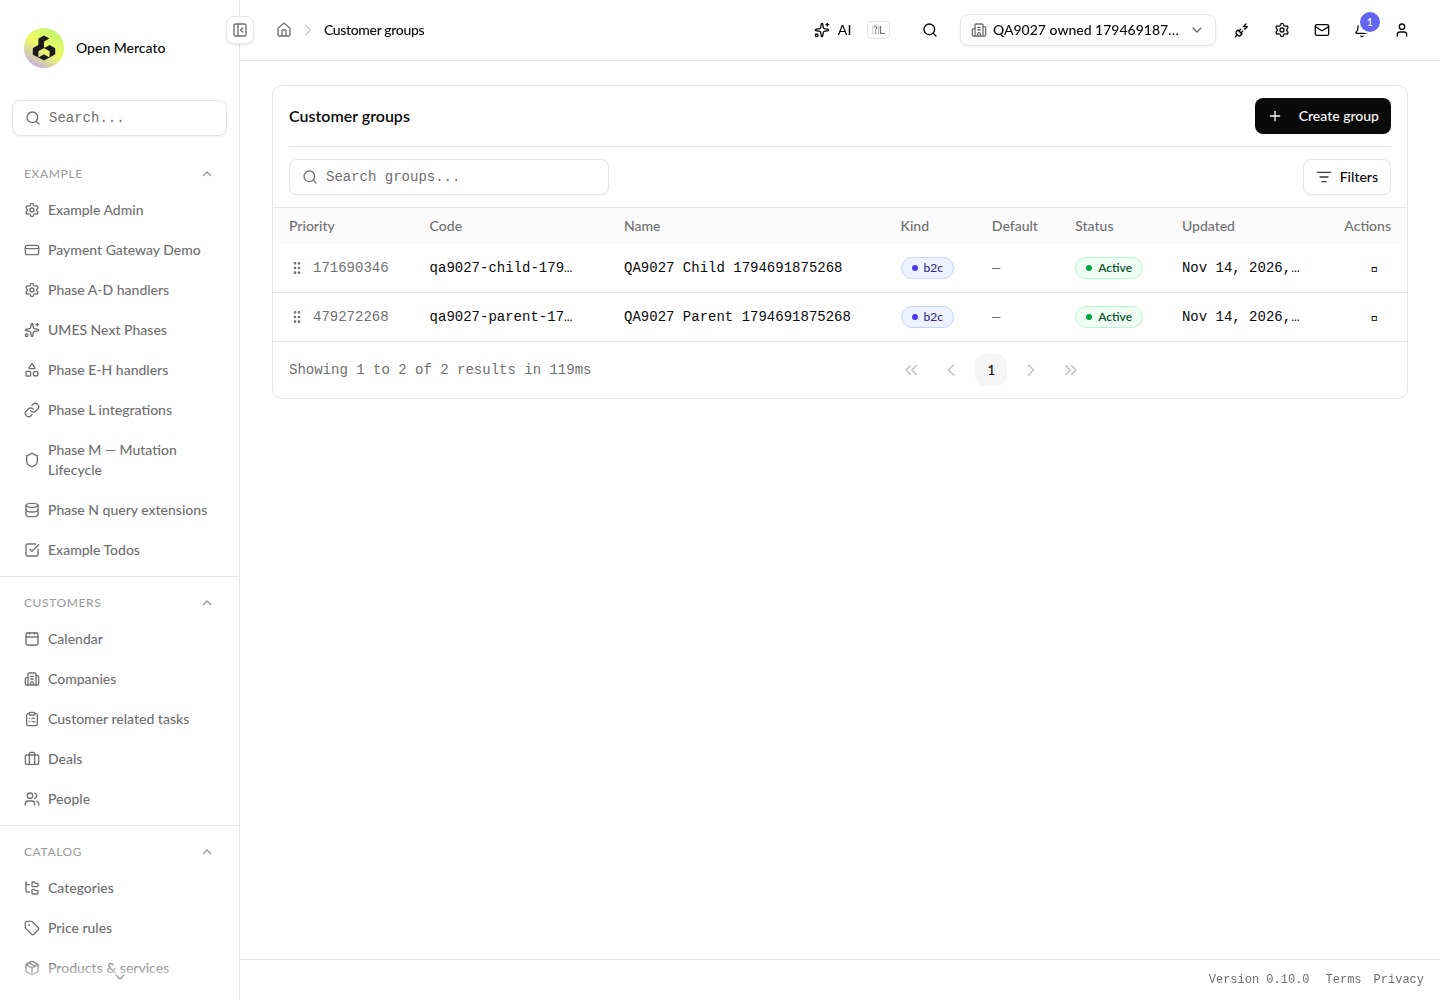 Open Mercato
Customer groups
AI
L
QA9027 owned 179469187...
1
Search...
EXAMPLE
Example Admin
Payment Gateway Demo
Phase A-D handlers
UMES Next Phases
Phase E-H handlers
Phase L integrations
Phase M — Mutation
Lifecycle
Phase N query extensions
Example Todos
CUSTOMERS
Calendar
Companies
Customer related tasks
Deals
People
CATALOG
Categories
Price rules
Products & services
Customer groups
Create group
Search groups...
Filters
Priority Code Name Kind Default Status Updated Actions
171690346 qa9027-child-179… QA9027 Child 1794691875268 b2c — Active Nov 14, 2026,…
479272268 qa9027-parent-17… QA9027 Parent 1794691875268 b2c — Active Nov 14, 2026,…
Showing 1 to 2 of 2 results in 119ms
1
Version 0.10.0 Terms Privacy